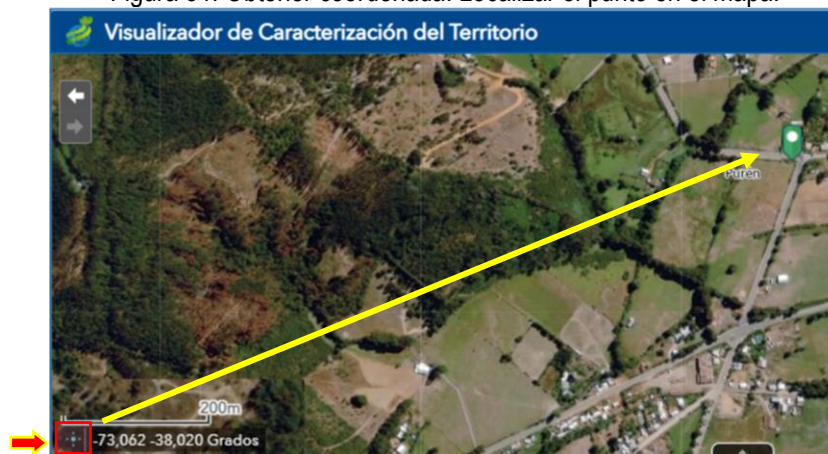 Visualizador de Caracterización del Territorio
Purén
200m
-73,062 -38,020 Grados